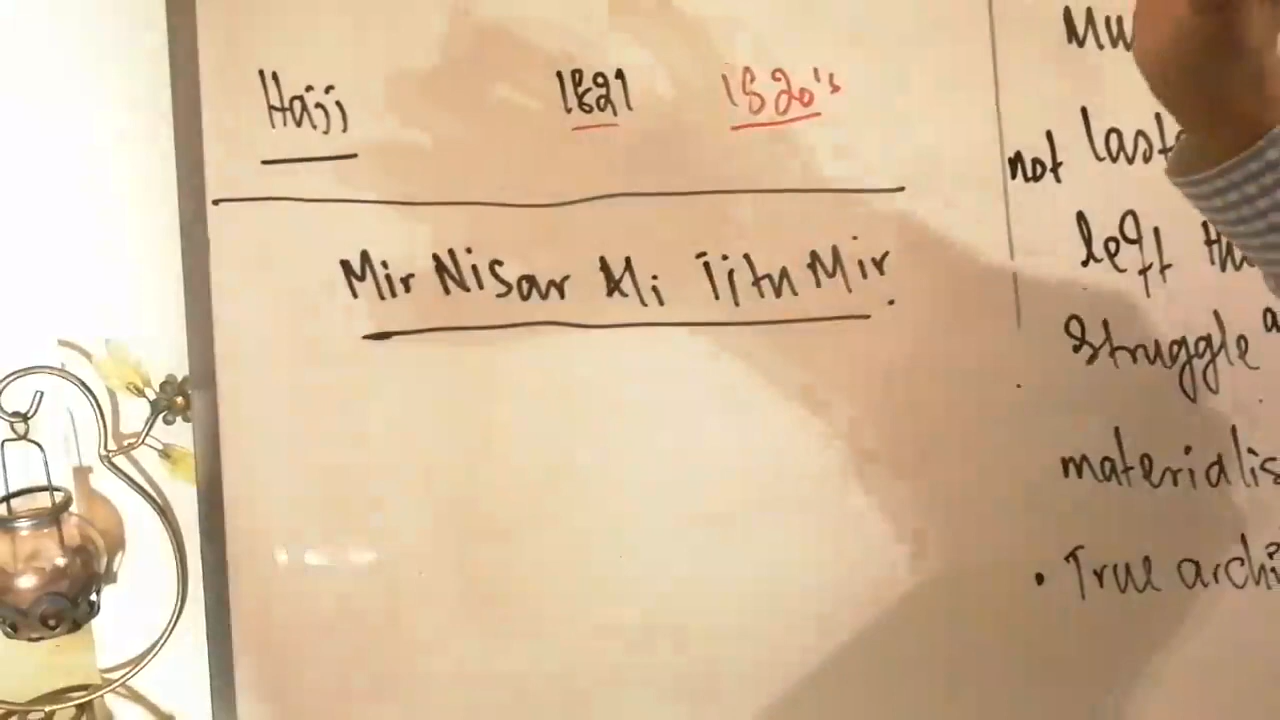 Hajj 1821 1820's
Mir Nisar Ali Titu Mir.
Mu
not last
left th
struggle a
materialis
• True archi